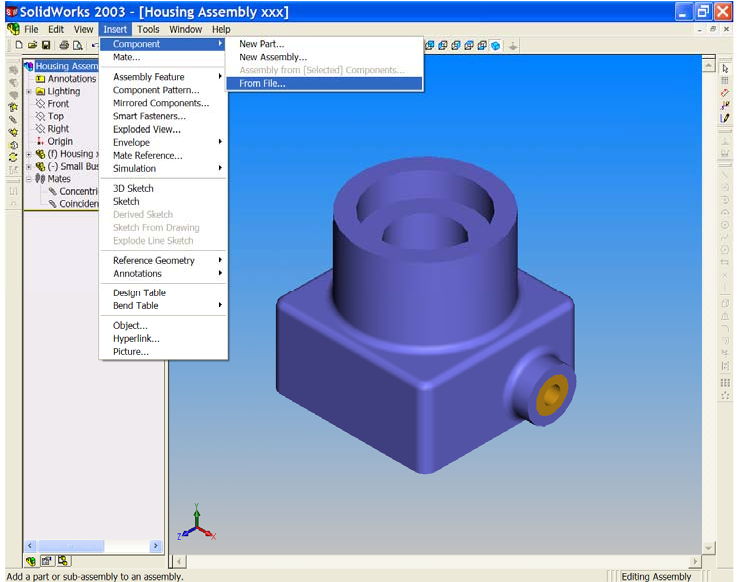 SolidWorks 2003 - [Housing Assembly xxx]
File Edit View Insert Tools Window Help
Component
Mate...
Assembly Feature
Component Pattern...
Mirrored Components...
Smart Fasteners...
Exploded View...
Envelope
Mate Reference...
Simulation
3D Sketch
Sketch
Derived Sketch
Sketch From Drawing
Explode Line Sketch
Reference Geometry
Annotations
Design Table
Bend Table
Object...
Hyperlink...
Picture...
New Part...
New Assembly...
Assembly from [Selected] Components...
From File...
Housing Assem
Annotations
Lighting
Front
Top
Right
Origin
(f) Housing x
(-) Small Bus
Mates
Concentri
Coinciden
Y
Z
X
Add a part or sub-assembly to an assembly.
Editing Assembly